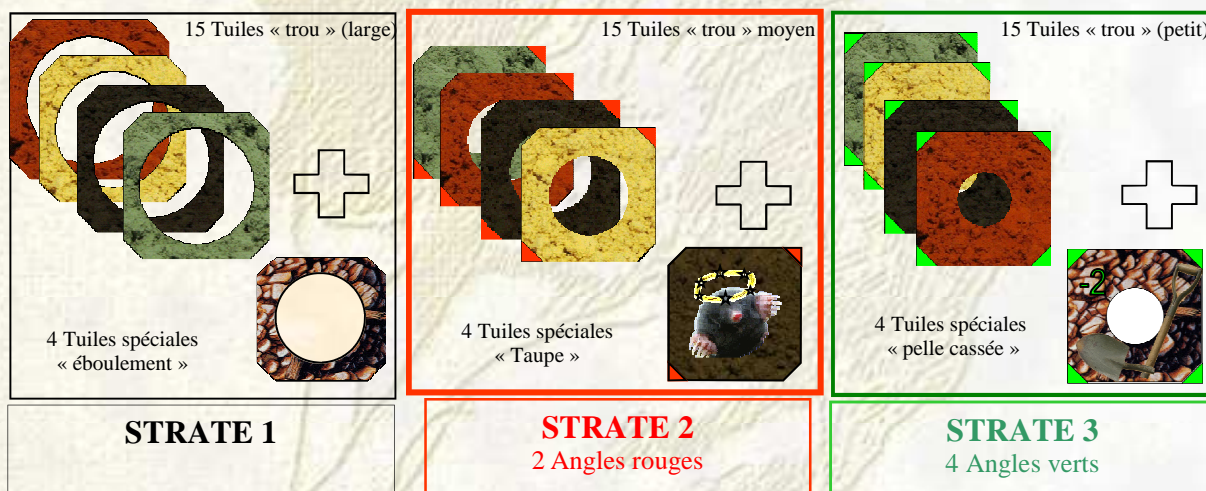 15 Tuiles « trou » (large)
4 Tuiles spéciales
« éboulement »
STRATE 1
15 Tuiles « trou » moyen
4 Tuiles spéciales
« Taupe »
STRATE 2
2 Angles rouges
15 Tuiles « trou » (petit)
-2
4 Tuiles spéciales
« pelle cassée »
STRATE 3
4 Angles verts